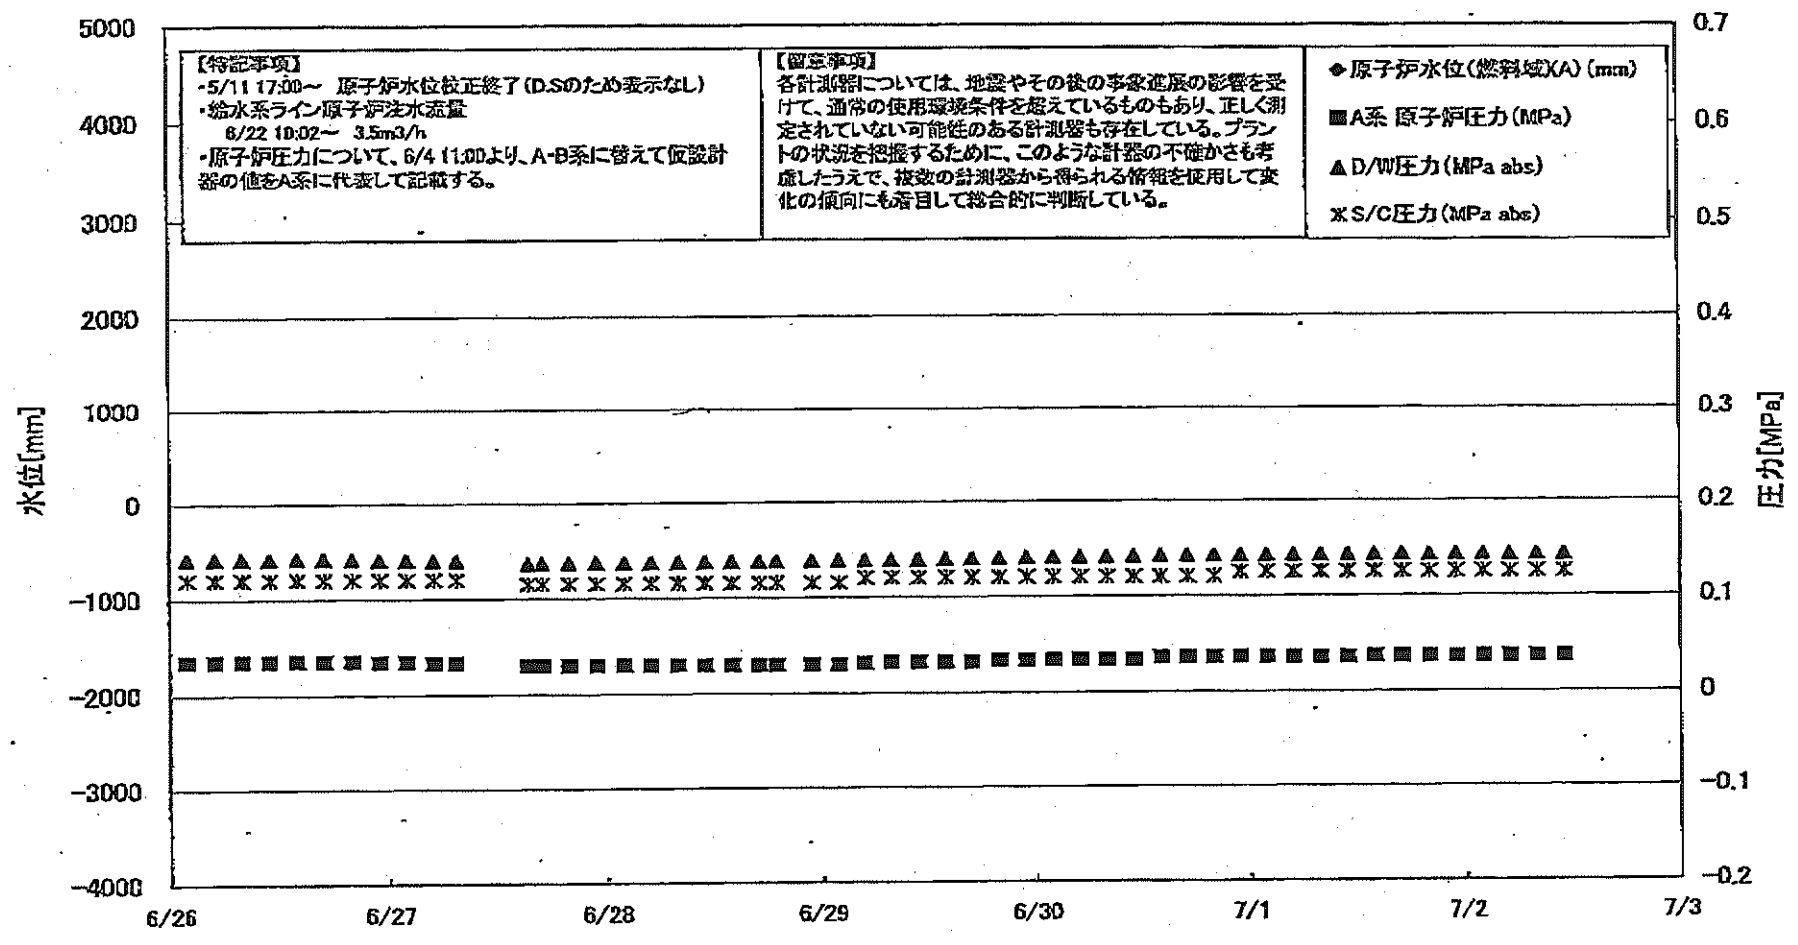 5000
4000
3000
2000
1000
0
-1000
-2000
-3000
-4000
水位[mm]
【特記事項】
・5/11 17:00～ 原子炉水位校正終了(D.Sのため表示なし)
・給水系ライン原子炉注水流量
6/22 10:02～ 3.5m3/h
・原子炉圧力について、6/4 11:00より、A・B系に替えて仮設計
器の値をA系に代表して記載する。
【留意事項】
各計測器については、地震やその後の事象進展の影響を受
けて、通常の使用環境条件を超えているものもあり、正しく測
定されていない可能性のある計測器も存在している。プラン
トの状況を把握するために、このような計器の不確かさも考
慮したうえで、複数の計測器から得られる情報を使用して変
化の傾向にも着目して総合的に判断している。
◆原子炉水位(燃料域)(A)(mm)
■A系 原子炉圧力(MPa)
▲D/W圧力(MPa abs)
ж S/C圧力(MPa abs)
0.7
0.6
0.5
0.4
0.3
0.2
0.1
0
-0.1
-0.2
圧力[MPa]
6/26 6/27 6/28 6/29 6/30 7/1 7/2 7/3